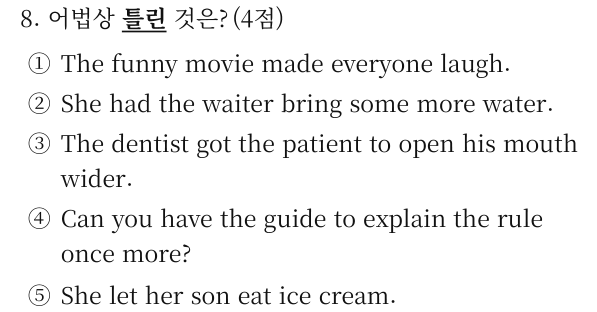 8. 어법상 틀린 것은? (4점)
① The funny movie made everyone laugh.
② She had the waiter bring some more water.
③ The dentist got the patient to open his mouth
wider.
④ Can you have the guide to explain the rule
once more?
⑤ She let her son eat ice cream.